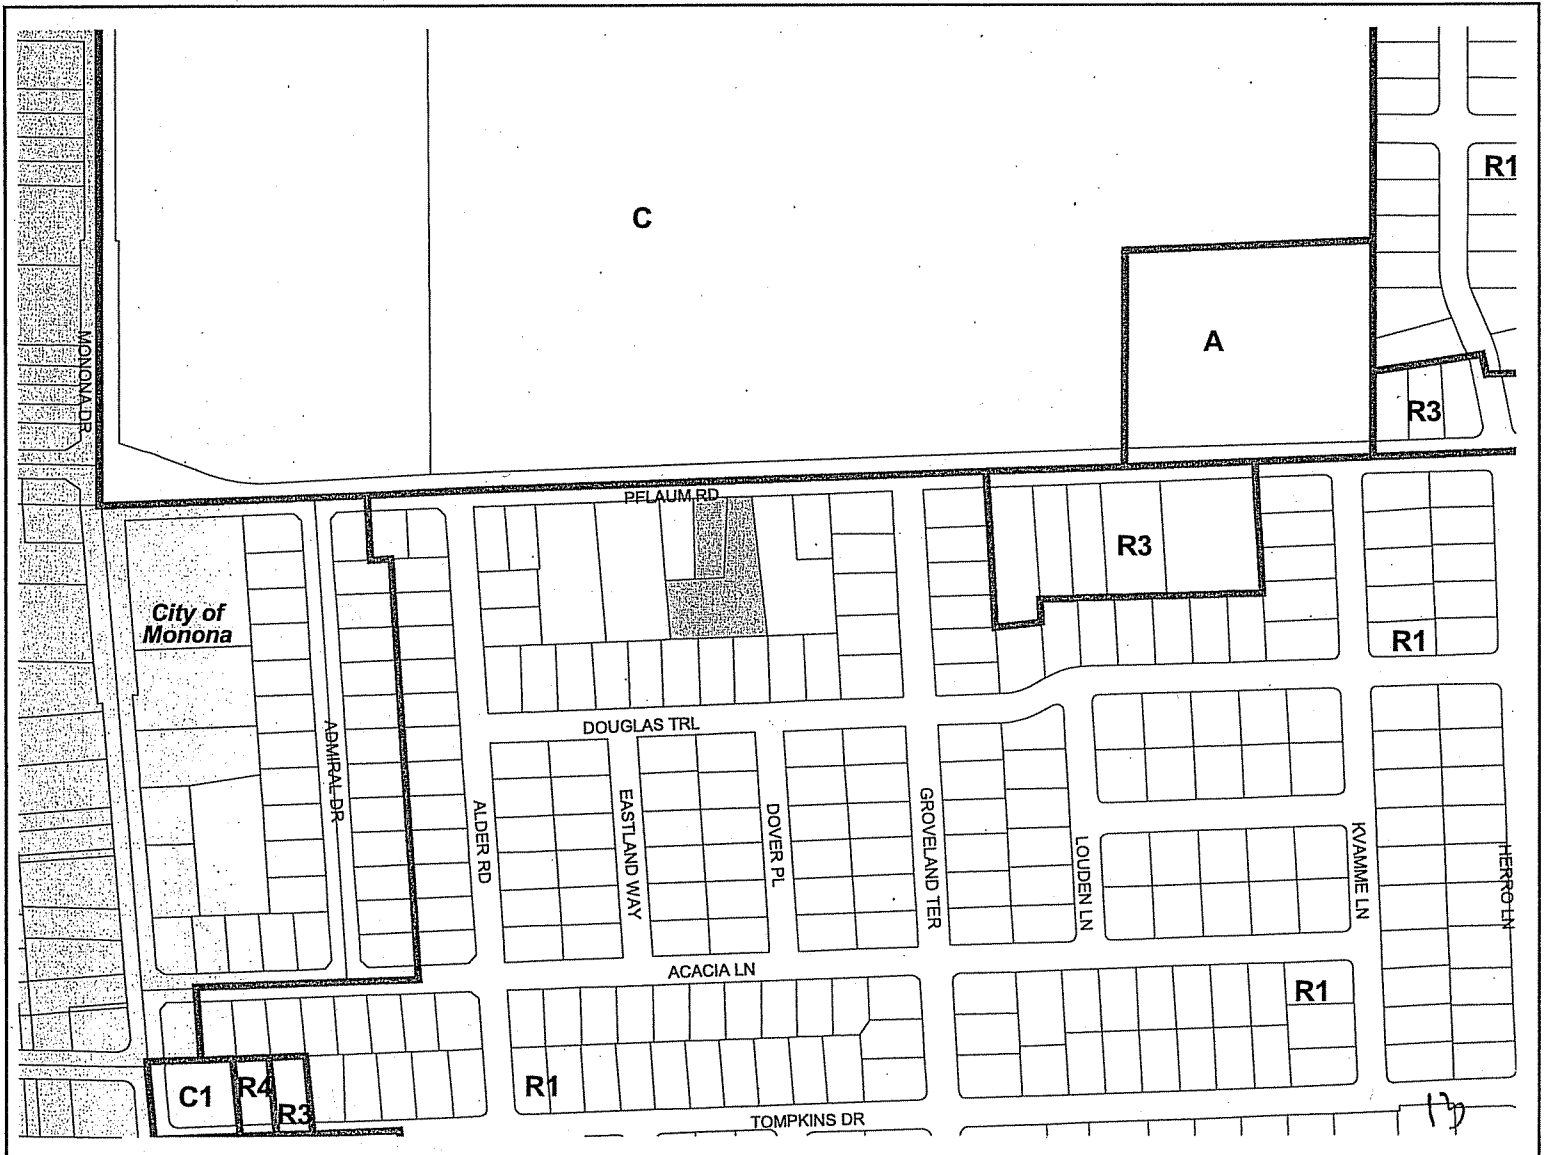 R1
C
MONONA DR
A
R3
PFLAUM RD
R3
City of
Monona
R1
DOUGLAS TRL
ADMIRAL DR
ALDER RD
EASTLAND WAY
DOVER PL
GROVELAND TER
LOUDEN LN
KVAMME LN
HERRO LN
ACACIA LN
R1
R1
C1
R4
R3
TOMPKINS DR
13